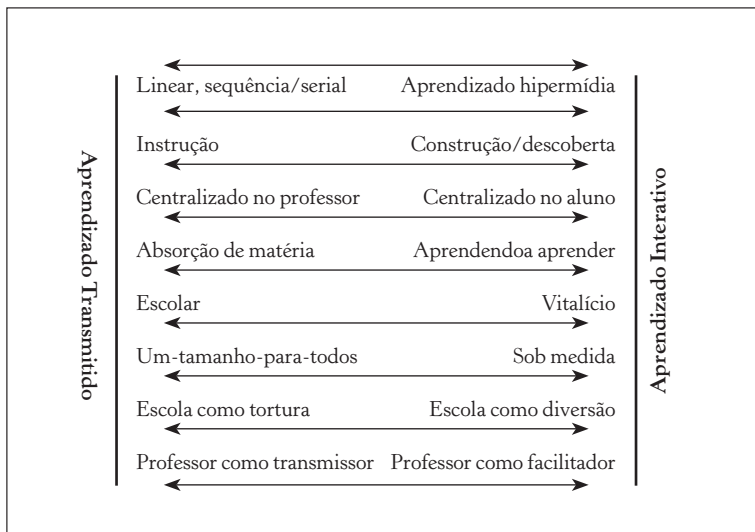 Aprendizado Transmitido
Linear, sequência/serial Aprendizado hipermídia
Instrução Construção/descoberta
Centralizado no professor Centralizado no aluno
Absorção de matéria Aprendendoa aprender
Escolar Vitalício
Um-tamanho-para-todos Sob medida
Escola como tortura Escola como diversão
Professor como transmissor Professor como facilitador
Aprendizado Interativo